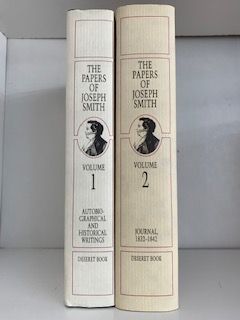 THE
PAPERS
OF
JOSEPH
SMITH
VOLUME
1
AUTOBIO-
GRAPHICAL
AND
HISTORICAL
WRITINGS
DESERET BOOK
THE
PAPERS
OF
JOSEPH
SMITH
VOLUME
2
JOURNAL,
1832–1842
DESERET BOOK